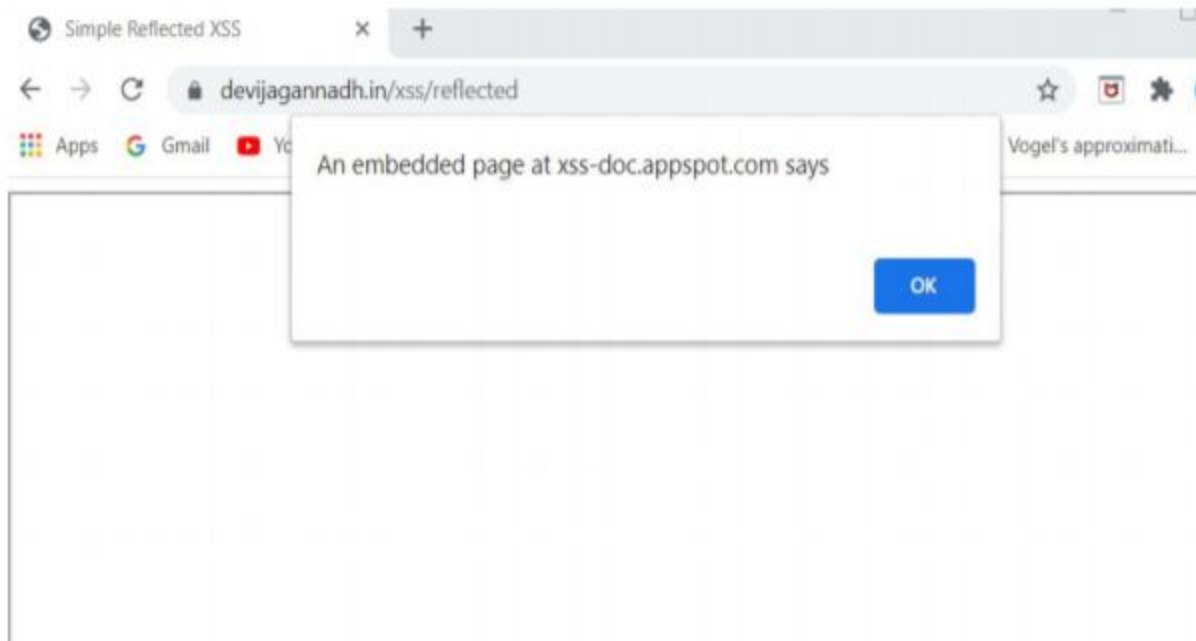 Simple Reflected XSS
devijagannadh.in/xss/reflected
Apps Gmail Vogel's approximati...
An embedded page at xss-doc.appspot.com says
OK